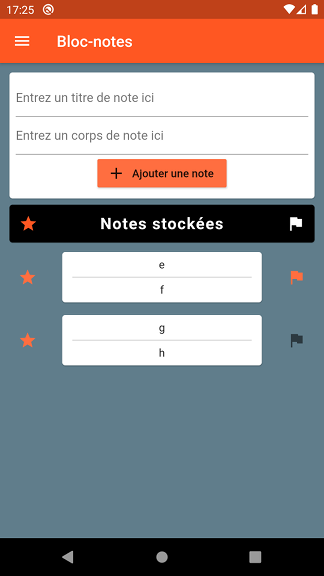 17:25
Bloc-notes
Entrez un titre de note ici
Entrez un corps de note ici
Ajouter une note
Notes stockées
e
f
g
h